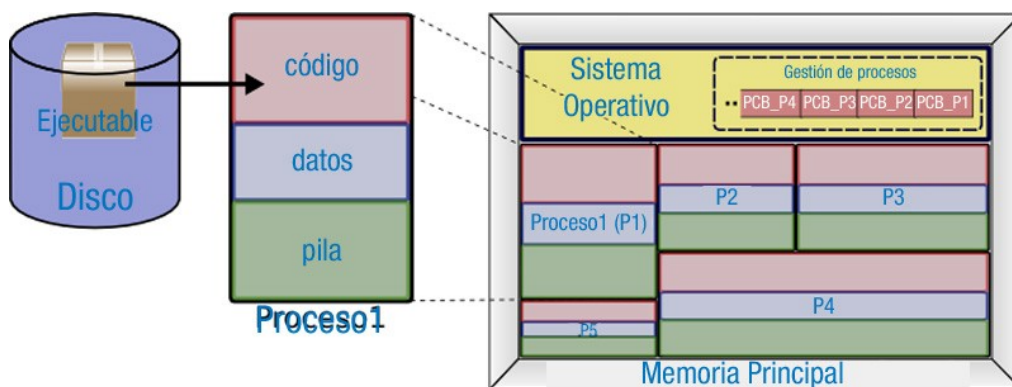 Ejecutable
Disco
código
datos
pila
Proceso1
Sistema
Operativo
Gestión de procesos
•• PCB_P4 PCB_P3 PCB_P2 PCB_P1
Proceso1 (P1)
P2
P3
P4
P5
Memoria Principal